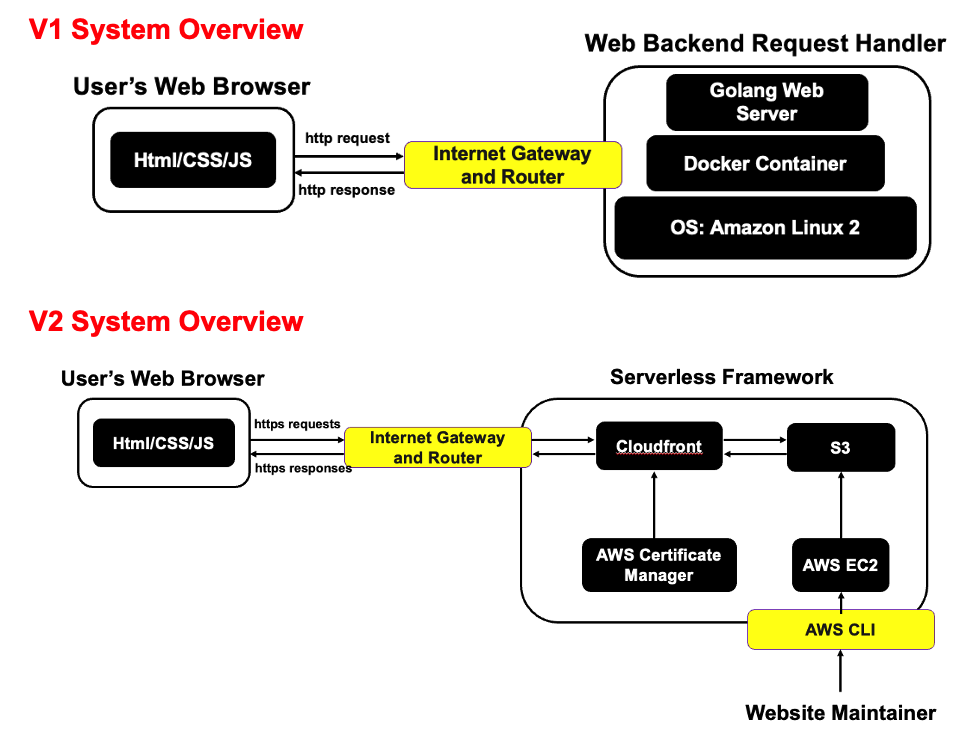 V1 System Overview
Web Backend Request Handler
User’s Web Browser
Golang Web
Server
http request
Html/CSS/JS
Internet Gateway
and Router
Docker Container
http response
OS: Amazon Linux 2
V2 System Overview
User’s Web Browser
Serverless Framework
https requests
Html/CSS/JS
Internet Gateway
and Router
Cloudfront
S3
https responses
AWS Certificate
Manager
AWS EC2
AWS CLI
Website Maintainer